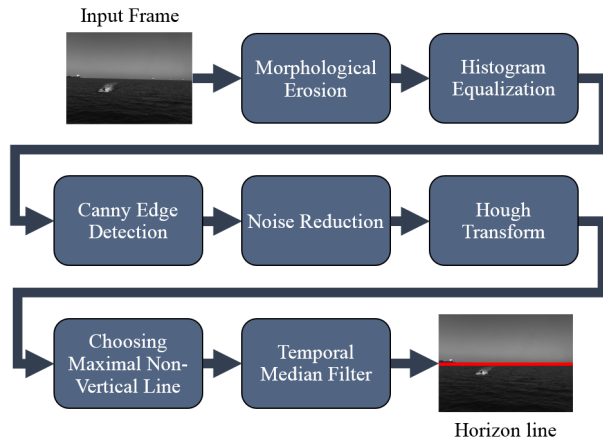 Input Frame
Morphological
Erosion
Histogram
Equalization
Canny Edge
Detection
Noise Reduction
Hough
Transform
Choosing
Maximal Non-
Vertical Line
Temporal
Median Filter
Horizon line